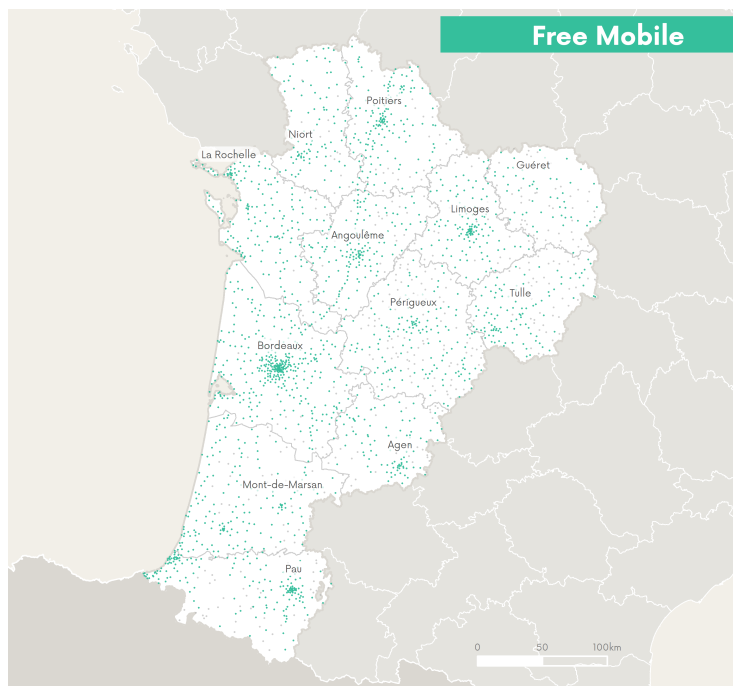 Free Mobile
Poitiers
Niort
La Rochelle
Guéret
Limoges
Angoulême
Tulle
Périgueux
Bordeaux
Agen
Mont-de-Marsan
Pau
0 50 100km